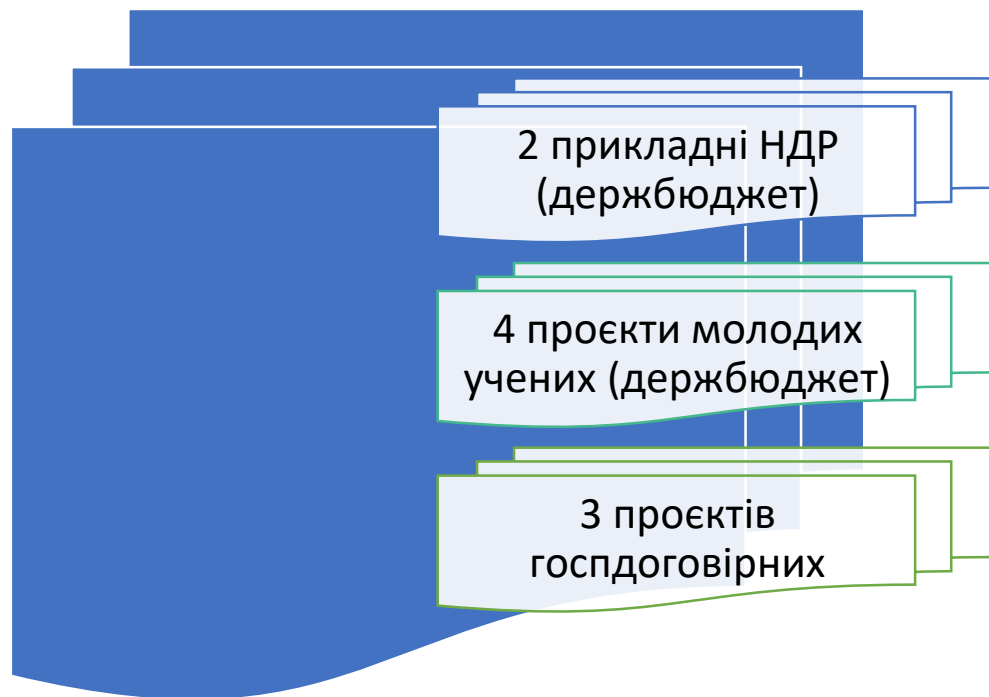 2 прикладні НДР
(держбюджет)
4 проєкти молодих
учених (держбюджет)
3 проєктів
госпдоговірних